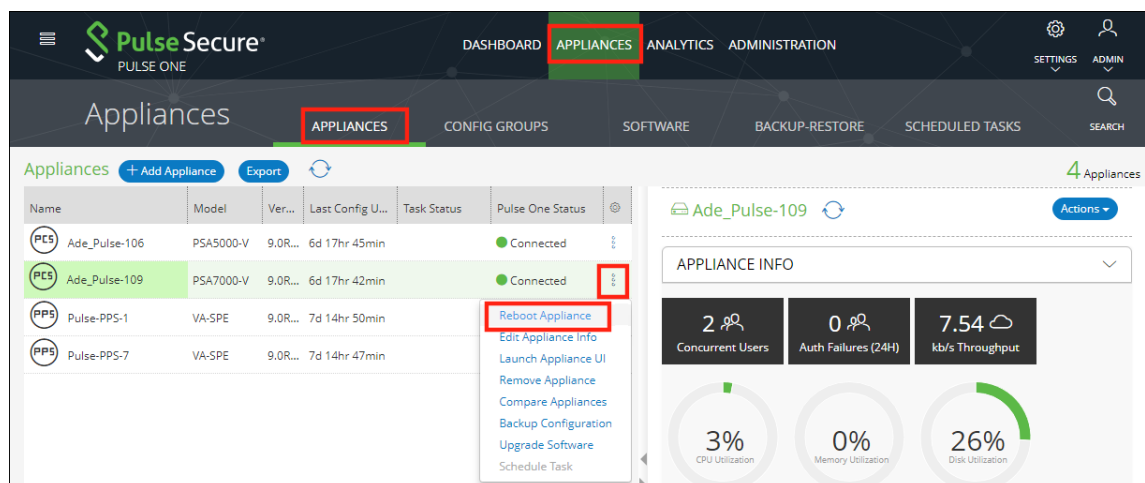 Pulse Secure®
PULSE ONE
DASHBOARD APPLIANCES ANALYTICS ADMINISTRATION
SETTINGS ADMIN
Appliances
APPLIANCES CONFIG GROUPS SOFTWARE BACKUP-RESTORE SCHEDULED TASKS
SEARCH
Appliances + Add Appliance Export
4 Appliances
Name Model Ver... Last Config U... Task Status Pulse One Status
PCS Ade_Pulse-106 PSA5000-V 9.0R... 6d 17hr 45min Connected
PCS Ade_Pulse-109 PSA7000-V 9.0R... 6d 17hr 42min Connected
PPS Pulse-PPS-1 VA-SPE 9.0R... 7d 14hr 50min
PPS Pulse-PPS-7 VA-SPE 9.0R... 7d 14hr 47min
Reboot Appliance
Edit Appliance Info
Launch Appliance UI
Remove Appliance
Compare Appliances
Backup Configuration
Upgrade Software
Schedule Task
Ade_Pulse-109 Actions
APPLIANCE INFO
2 0 7.54
Concurrent Users Auth Failures (24H) kb/s Throughput
3% 0% 26%
CPU Utilization Memory Utilization Disk Utilization